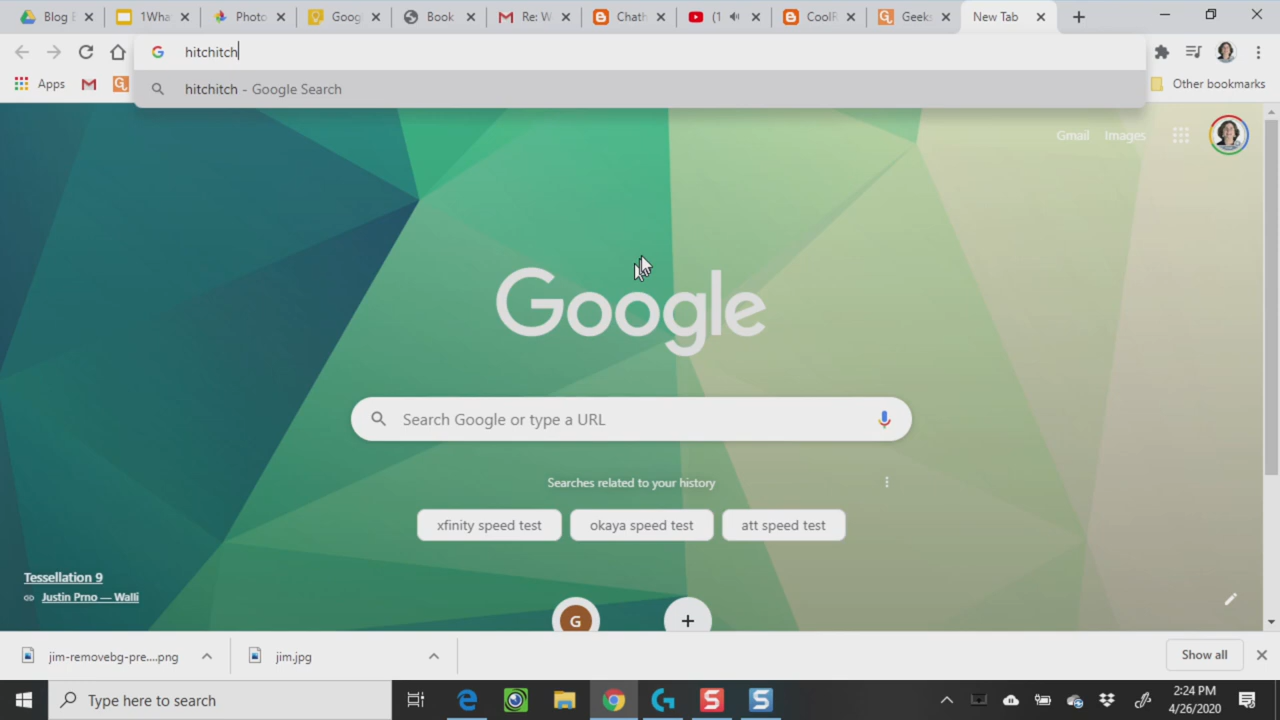 Blog E
1Wha
Photo
Goog
Book
Re: W
Chath
(1
CoolF
Geeks
New Tab
hitchitch
Apps
hitchitch - Google Search
Other bookmarks
Gmail
Images
Google
Search Google or type a URL
Searches related to your history
xfinity speed test
okaya speed test
att speed test
Tessellation 9
Justin Prno — Walli
G
jim-removebg-pre....png
jim.jpg
Show all
Type here to search
2:24 PM
4/26/2020